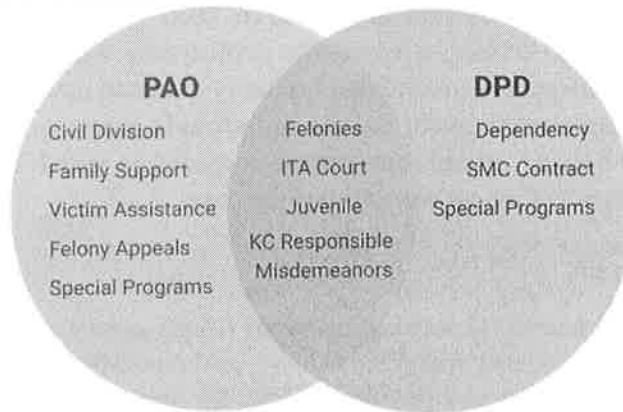 PAO
Civil Division
Family Support
Victim Assistance
Felony Appeals
Special Programs
Felonies
ITA Court
Juvenile
KC Responsible
Misdemeanors
DPD
Dependency
SMC Contract
Special Programs